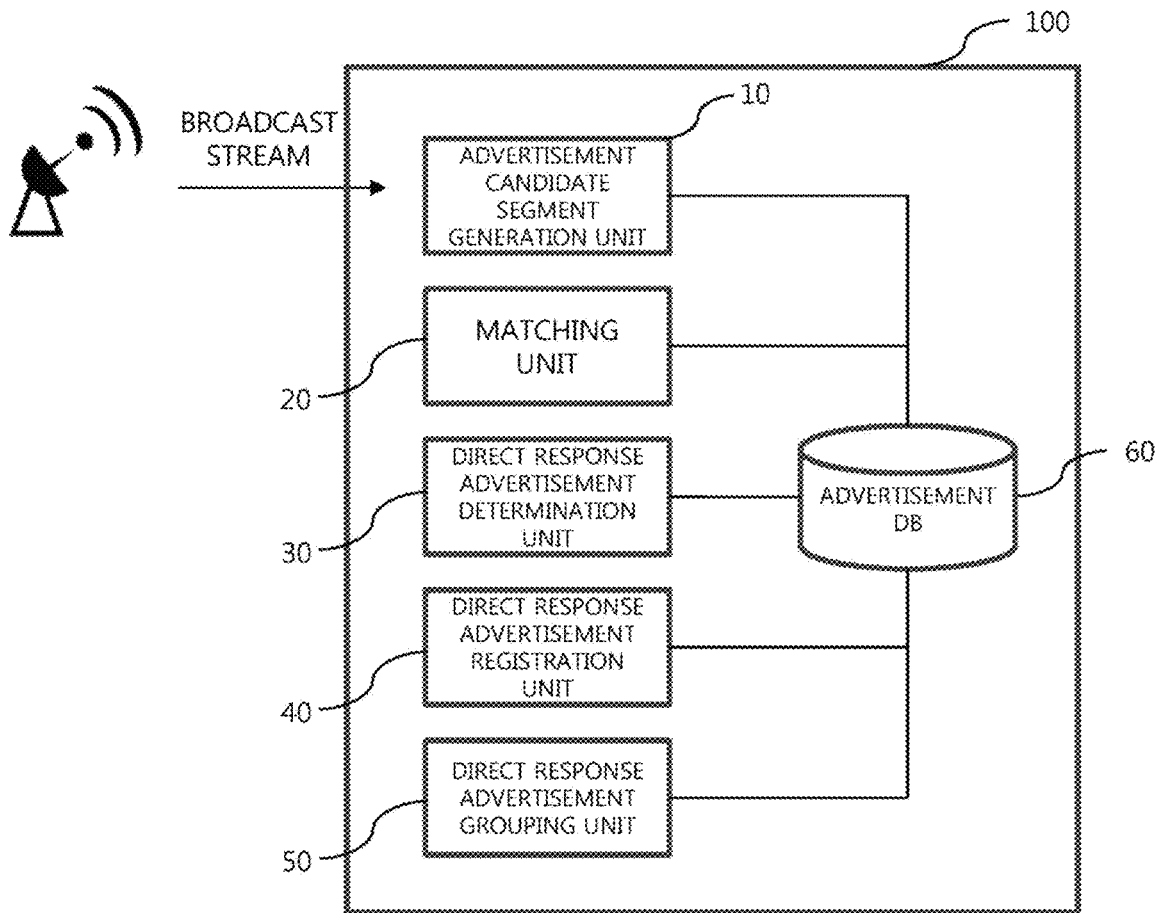 100
BROADCAST
STREAM
10
ADVERTISEMENT
CANDIDATE
SEGMENT
GENERATION UNIT
MATCHING
UNIT
20
DIRECT RESPONSE
ADVERTISEMENT
DETERMINATION
UNIT
30
ADVERTISEMENT
DB
60
DIRECT RESPONSE
ADVERTISEMENT
REGISTRATION
UNIT
40
DIRECT RESPONSE
ADVERTISEMENT
GROUPING UNIT
50